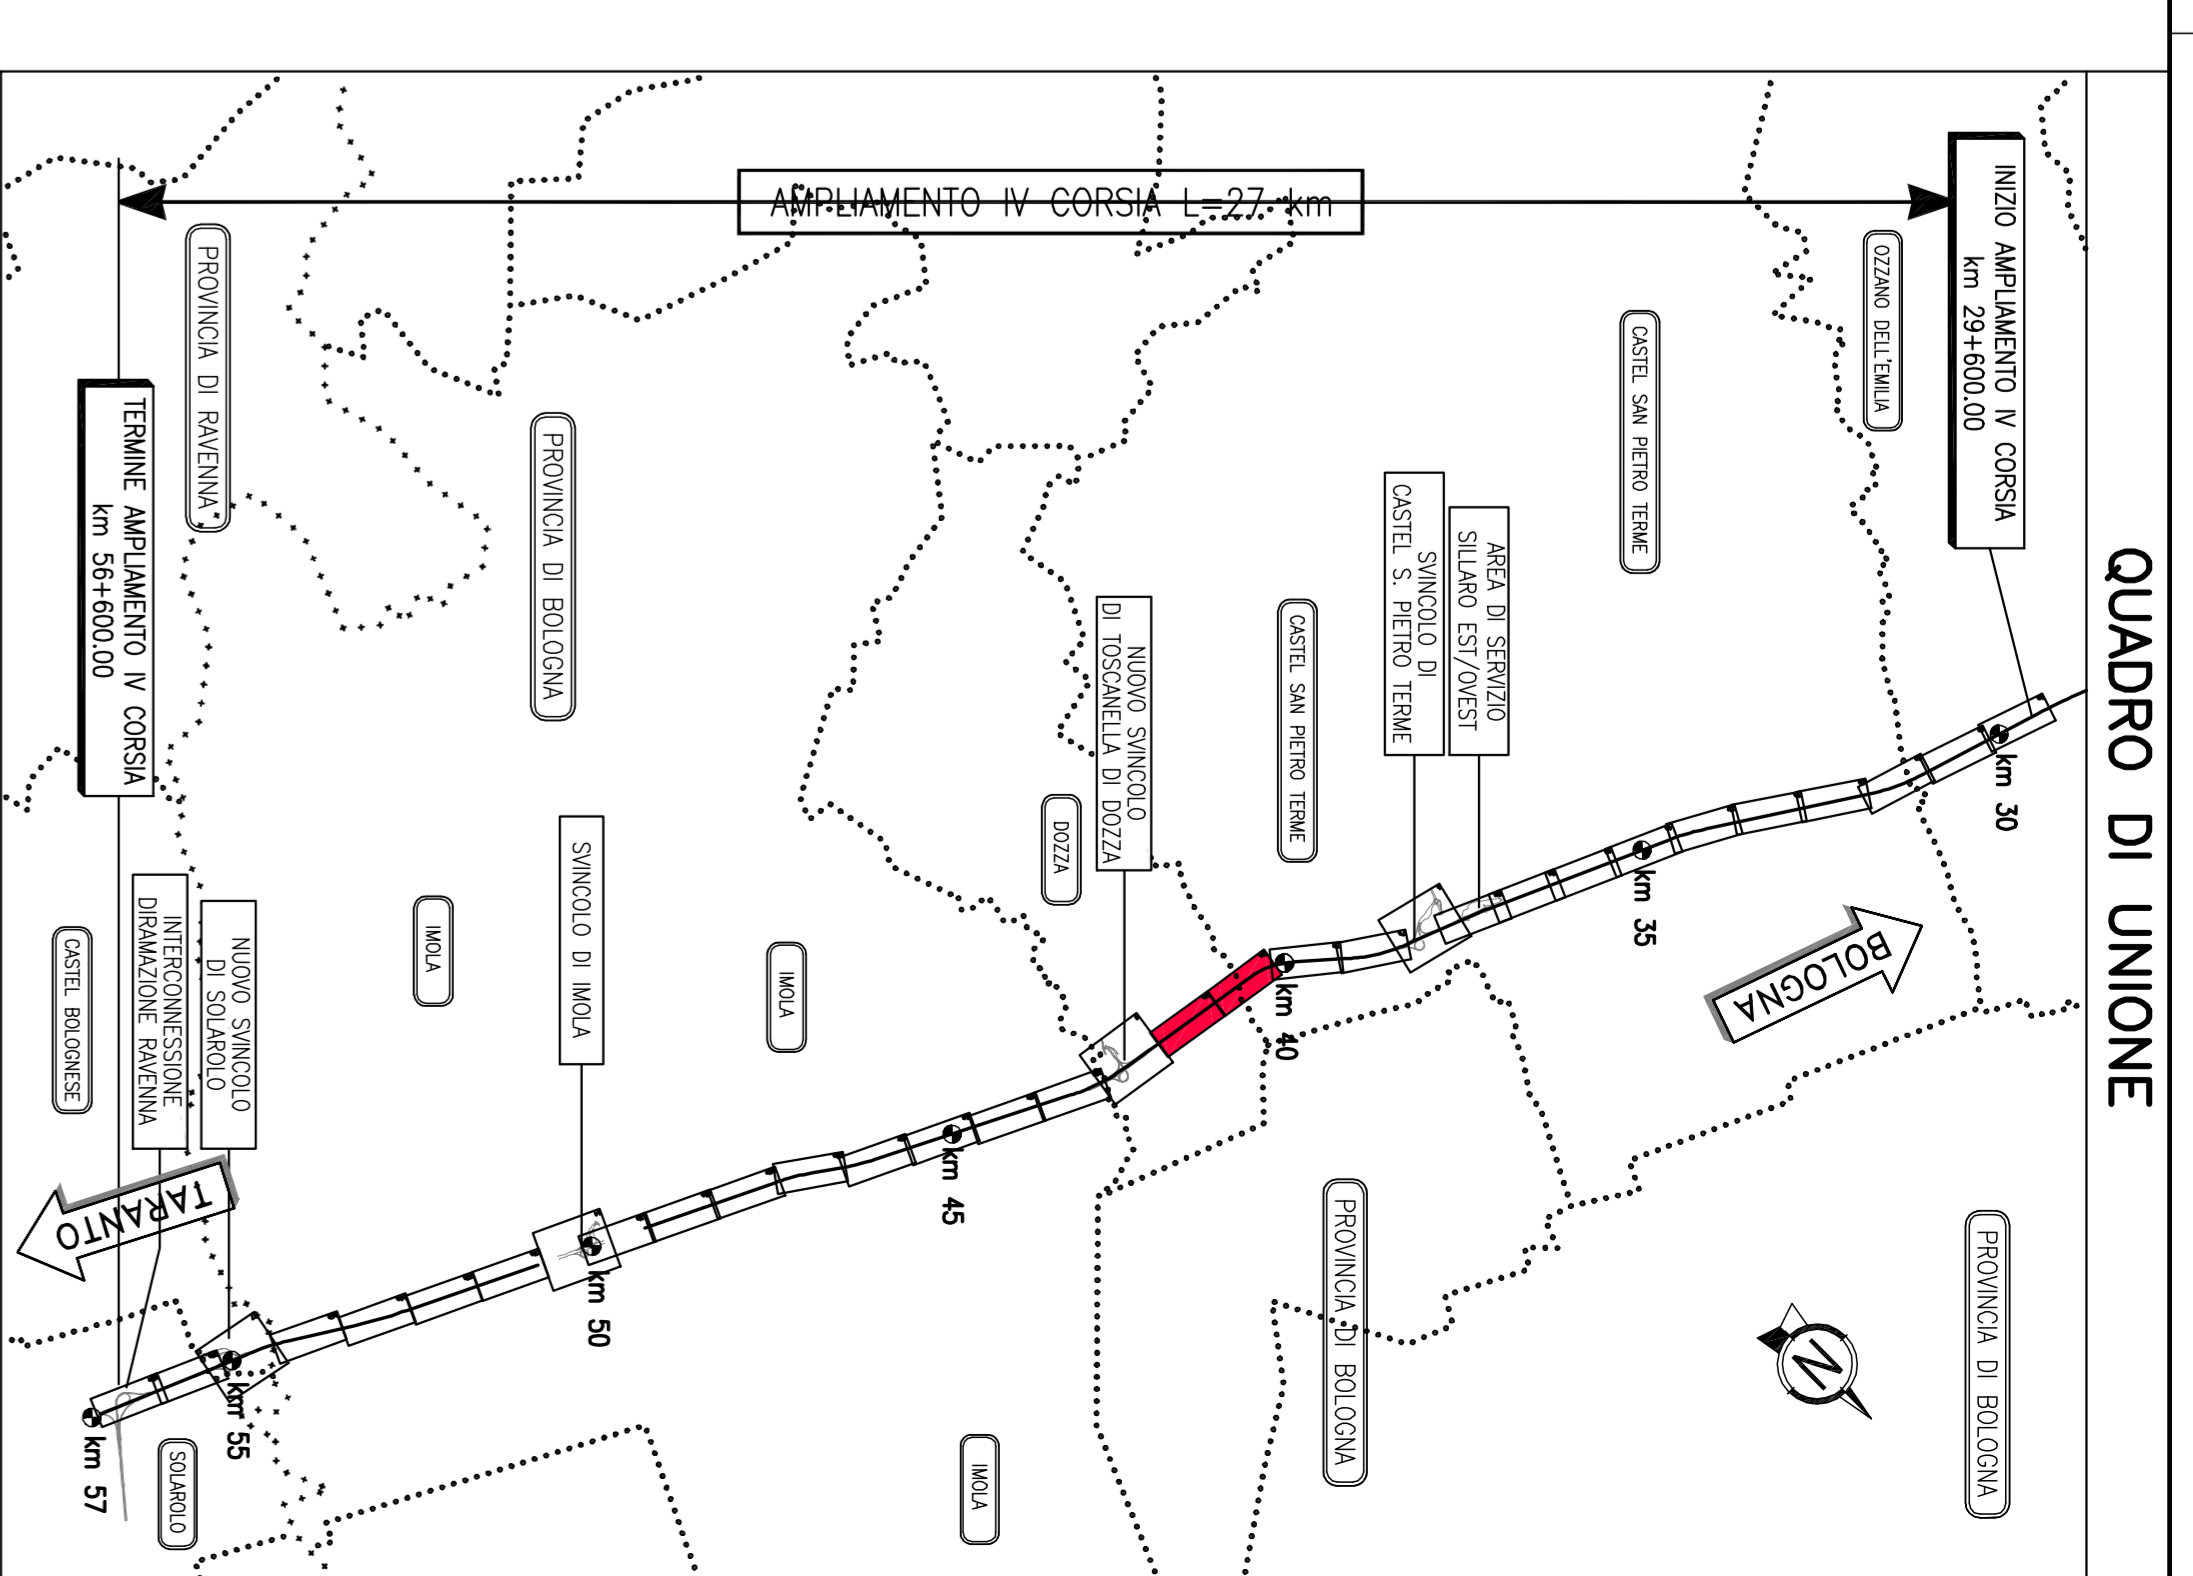 QUADRO DI UNIONE
INIZIO AMPLIAMENTO IV CORSIA
km 29+600.00
OZZANO DELL'EMILIA
PROVINCIA DI BOLOGNA
km 30
BOLOGNA
N
CASTEL SAN PIETRO TERME
km 35
AREA DI SERVIZIO
SILLARO EST/OVEST
SVINCOLO DI
CASTEL S. PIETRO TERME
AMPLIAMENTO IV CORSIA L=27 km
CASTEL SAN PIETRO TERME
km 40
PROVINCIA DI BOLOGNA
NUOVO SVINCOLO
DI TOSCANELLA DI DOZZA
DOZZA
IMOLA
km 45
IMOLA
PROVINCIA DI BOLOGNA
SVINCOLO DI IMOLA
km 50
IMOLA
PROVINCIA DI RAVENNA
NUOVO SVINCOLO
DI SOLAROLO
km 55
INTERCONNESSIONE
DIRAMAZIONE RAVENNA
SOLAROLO
TARANTO
TERMINE AMPLIAMENTO IV CORSIA
km 56+600.00
km 57
CASTEL BOLOGNESE